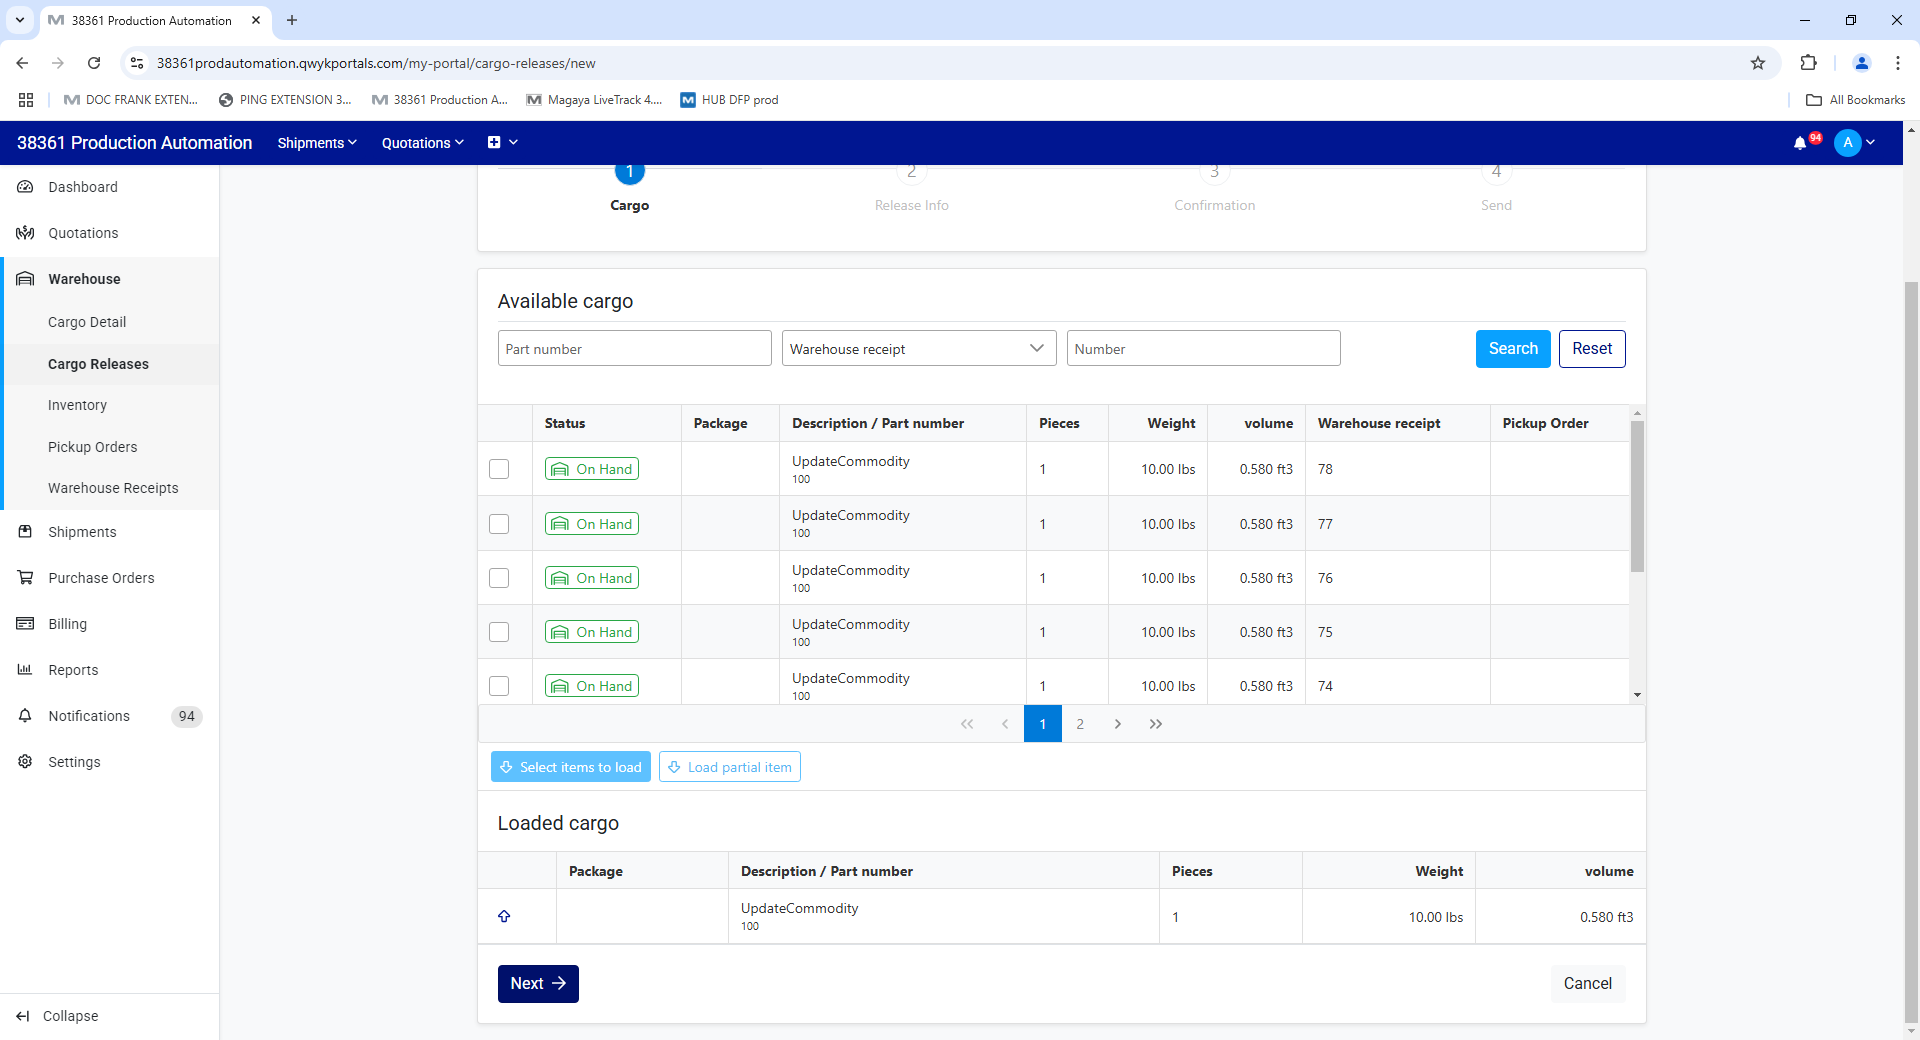 38361 Production Automation
38361prodautomation.qwykportals.com/my-portal/cargo-releases/new
DOC FRANK EXTEN...
PING EXTENSION 3...
38361 Production A...
Magaya LiveTrack 4....
HUB DFP prod
All Bookmarks
38361 Production Automation
Shipments
Quotations
94
A
Dashboard
Quotations
Warehouse
Cargo Detail
Cargo Releases
Inventory
Pickup Orders
Warehouse Receipts
Shipments
Purchase Orders
Billing
Reports
Notifications 94
Settings
Collapse
1 2 3 4
Cargo Release Info Confirmation Send
Available cargo
Part number
Warehouse receipt
Number
Search
Reset
Status Package Description / Part number Pieces Weight volume Warehouse receipt Pickup Order
On Hand UpdateCommodity 1 10.00 lbs 0.580 ft3 78
100
On Hand UpdateCommodity 1 10.00 lbs 0.580 ft3 77
100
On Hand UpdateCommodity 1 10.00 lbs 0.580 ft3 76
100
On Hand UpdateCommodity 1 10.00 lbs 0.580 ft3 75
100
On Hand UpdateCommodity 1 10.00 lbs 0.580 ft3 74
100
1 2
Select items to load
Load partial item
Loaded cargo
Package Description / Part number Pieces Weight volume
UpdateCommodity 1 10.00 lbs 0.580 ft3
100
Next
Cancel